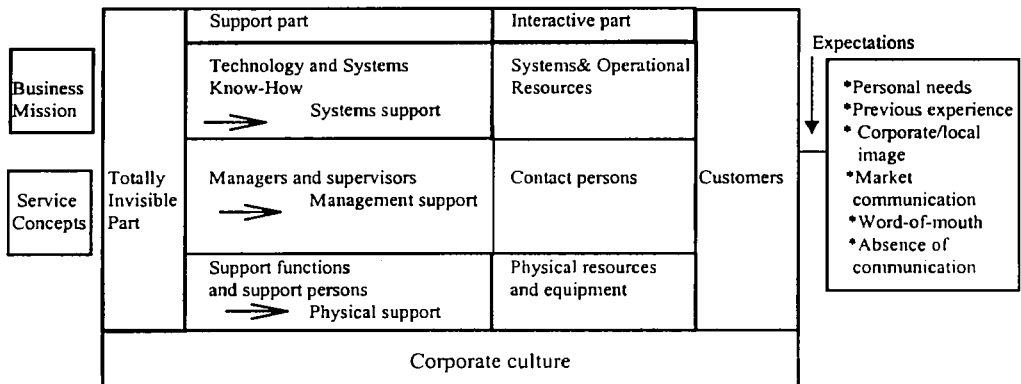 Support part
Interactive part
Expectations
Business
Mission
Service
Concepts
Totally
Invisible
Part
Technology and Systems
Know-How
Systems support
Systems& Operational
Resources
Managers and supervisors
Management support
Contact persons
Support functions
and support persons
Physical support
Physical resources
and equipment
Customers
*Personal needs
*Previous experience
* Corporate/local
image
*Market
communication
*Word-of-mouth
*Absence of
communication
Corporate culture